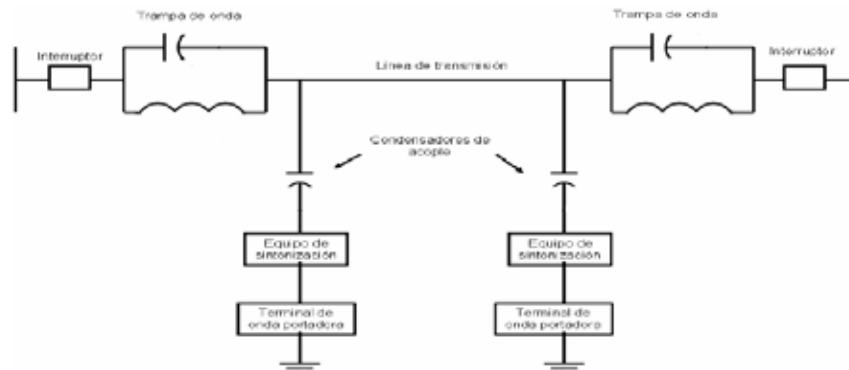 Trampa de onda
Trampa de onda
Interruptor
Interruptor
Línea de transmisión
Condensadores de
acople
Equipo de
sintonización
Equipo de
sintonización
Terminal de
onda portadora
Terminal de
onda portadora